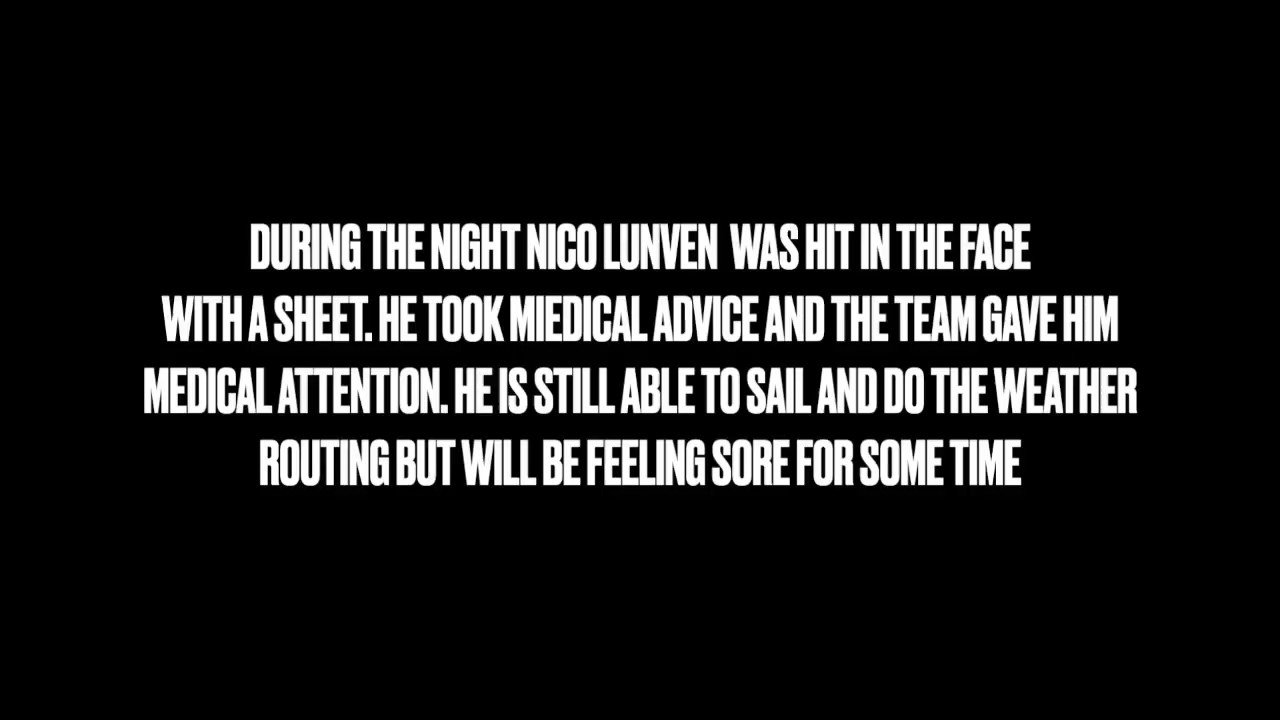 DURING THE NIGHT NICO LUNVEN  WAS HIT IN THE FACE
WITH A SHEET. HE TOOK MIEDICAL ADVICE AND THE TEAM GAVE HIM
MEDICAL ATTENTION. HE IS STILL ABLE TO SAIL AND DO THE WEATHER
ROUTING BUT WILL BE FEELING SORE FOR SOME TIME